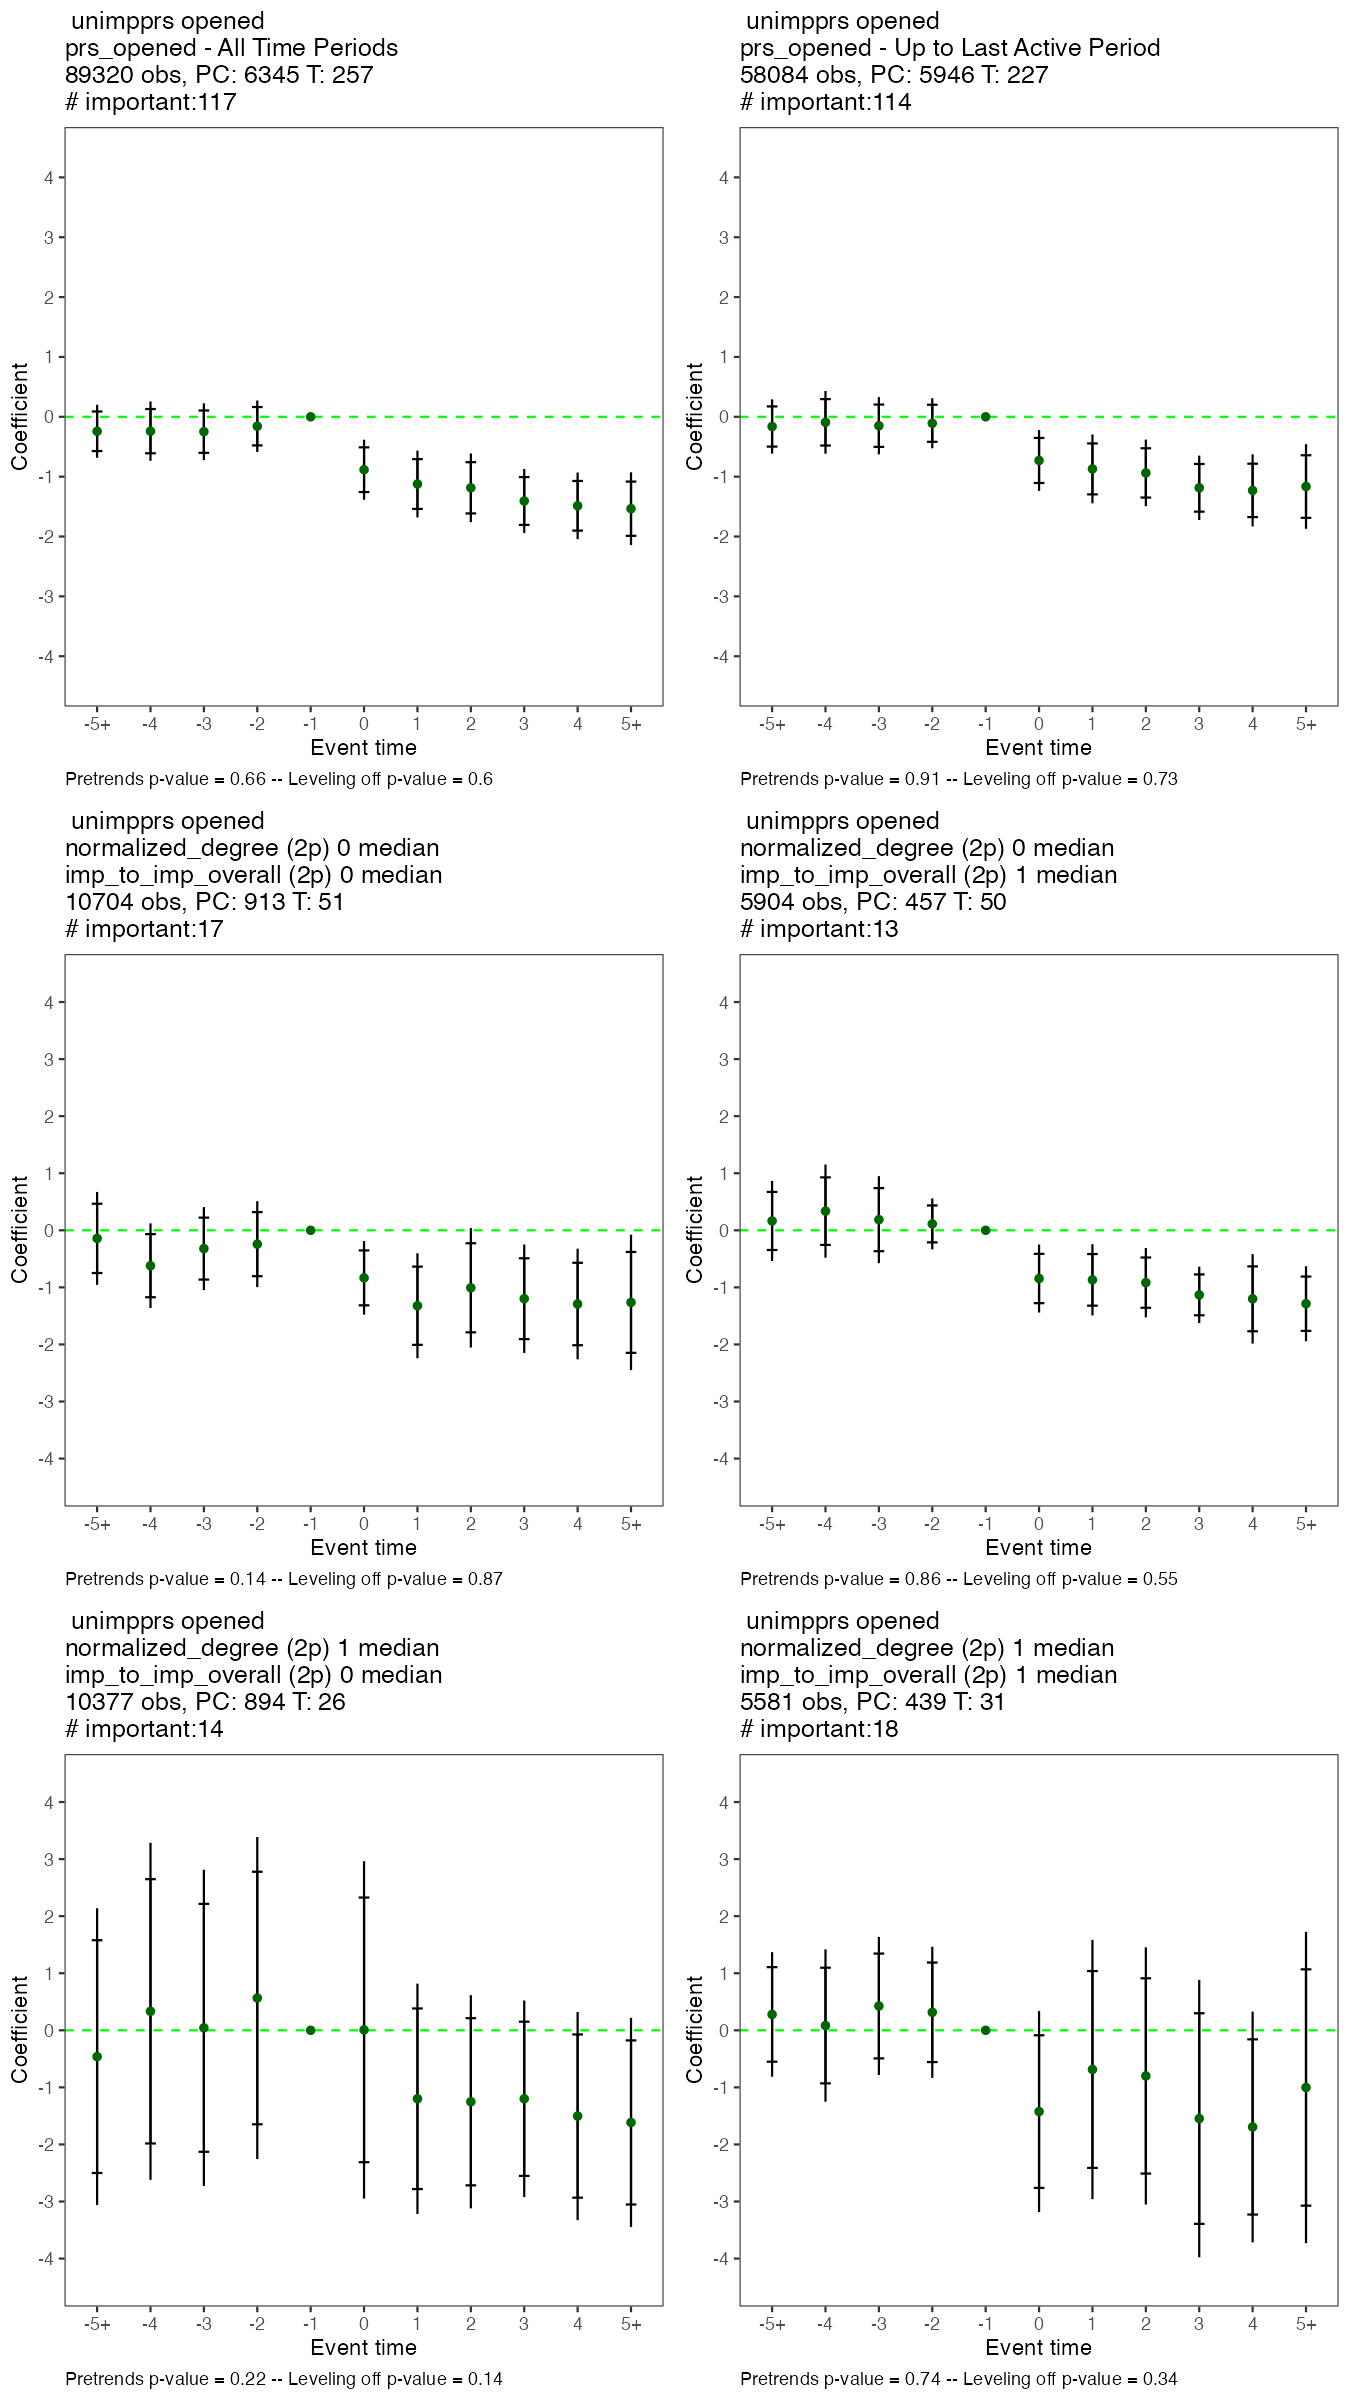 unimpprs opened
prs_opened - All Time Periods
89320 obs, PC: 6345 T: 257
# important:117
Coefficient
4
3
2
1
0
-1
-2
-3
-4
-5+ -4 -3 -2 -1 0 1 2 3 4 5+
Event time
Pretrends p-value = 0.66 -- Leveling off p-value = 0.6
unimpprs opened
prs_opened - Up to Last Active Period
58084 obs, PC: 5946 T: 227
# important:114
Coefficient
4
3
2
1
0
-1
-2
-3
-4
-5+ -4 -3 -2 -1 0 1 2 3 4 5+
Event time
Pretrends p-value = 0.91 -- Leveling off p-value = 0.73
unimpprs opened
normalized_degree (2p) 0 median
imp_to_imp_overall (2p) 0 median
10704 obs, PC: 913 T: 51
# important:17
Coefficient
4
3
2
1
0
-1
-2
-3
-4
-5+ -4 -3 -2 -1 0 1 2 3 4 5+
Event time
Pretrends p-value = 0.14 -- Leveling off p-value = 0.87
unimpprs opened
normalized_degree (2p) 0 median
imp_to_imp_overall (2p) 1 median
5904 obs, PC: 457 T: 50
# important:13
Coefficient
4
3
2
1
0
-1
-2
-3
-4
-5+ -4 -3 -2 -1 0 1 2 3 4 5+
Event time
Pretrends p-value = 0.86 -- Leveling off p-value = 0.55
unimpprs opened
normalized_degree (2p) 1 median
imp_to_imp_overall (2p) 0 median
10377 obs, PC: 894 T: 26
# important:14
Coefficient
4
3
2
1
0
-1
-2
-3
-4
-5+ -4 -3 -2 -1 0 1 2 3 4 5+
Event time
Pretrends p-value = 0.22 -- Leveling off p-value = 0.14
unimpprs opened
normalized_degree (2p) 1 median
imp_to_imp_overall (2p) 1 median
5581 obs, PC: 439 T: 31
# important:18
Coefficient
4
3
2
1
0
-1
-2
-3
-4
-5+ -4 -3 -2 -1 0 1 2 3 4 5+
Event time
Pretrends p-value = 0.74 -- Leveling off p-value = 0.34